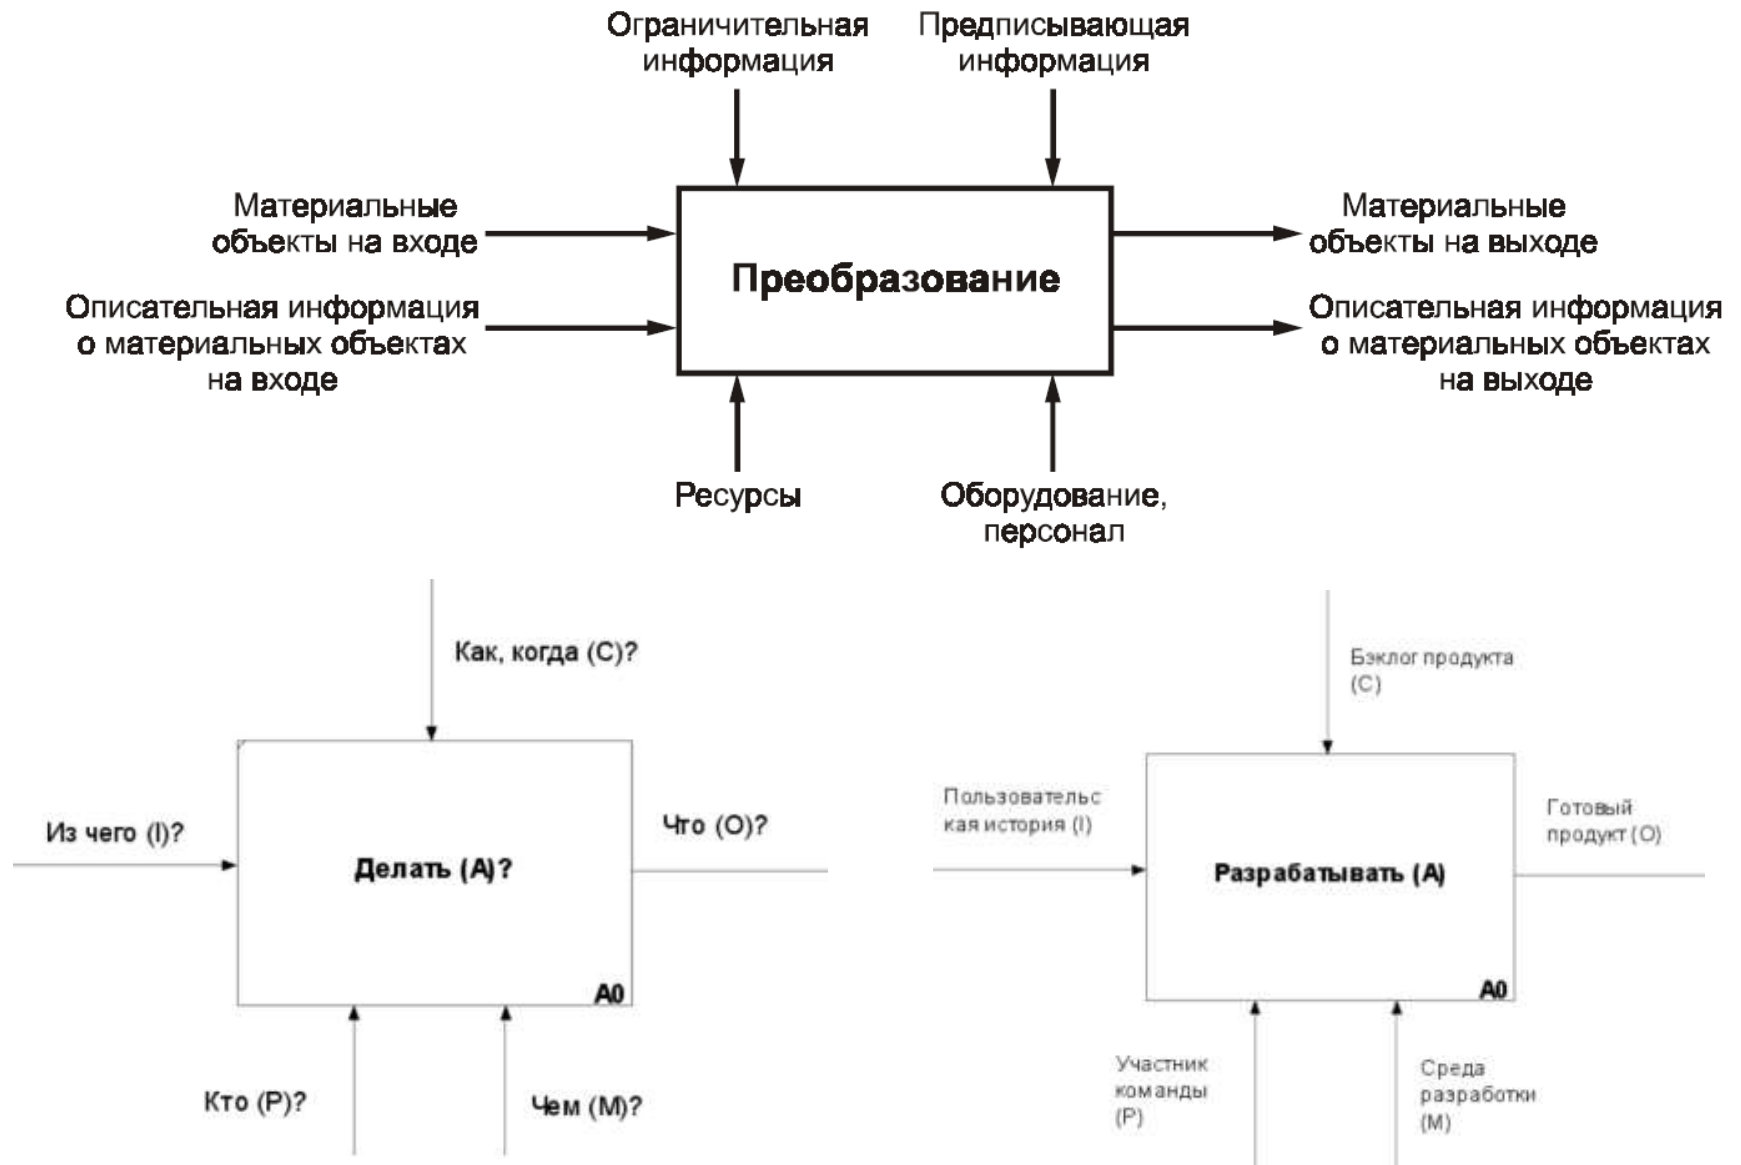 Ограничительная
информация
Предписывающая
информация
Материальные
объекты на входе
Описательная информация
о материальных объектах
на входе
Преобразование
Материальные
объекты на выходе
Описательная информация
о материальных объектах
на выходе
Ресурсы
Оборудование,
персонал
Как, когда (C)?
Из чего (I)?
Делать (A)?
Что (O)?
A0
Кто (P)?
Чем (M)?
Бэклог продукта
(C)
Пользовательс
кая история (I)
Разрабатывать (A)
Готовый
продукт (O)
A0
Участник
команды
(P)
Среда
разработки
(M)